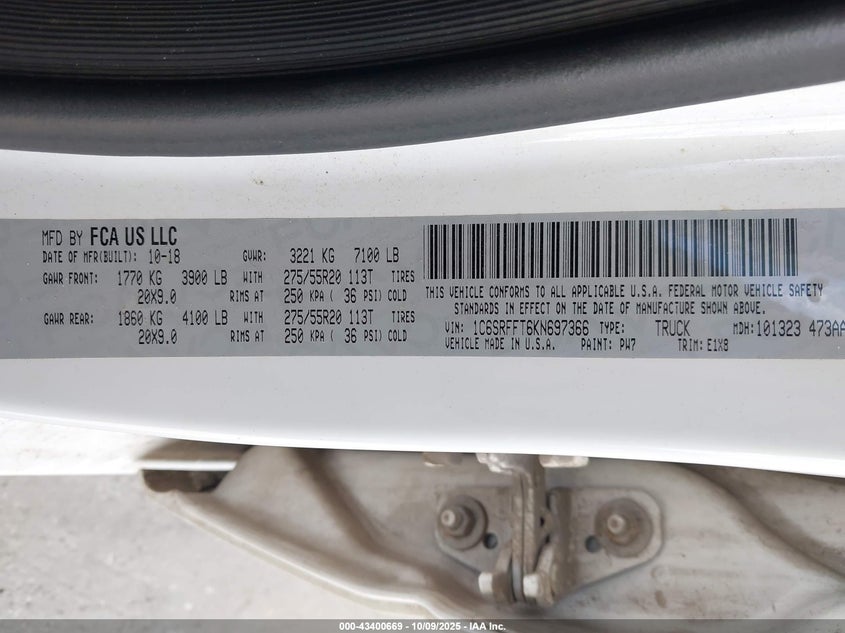 MFD BY FCA US LLC
DATE OF MFR(BUILT): 10-18 GVWR: 3221 KG 7100 LB
GAWR FRONT: 1770 KG 3900 LB WITH 275/55R20 113T TIRES
20X9.0 RIMS AT 250 KPA ( 36 PSI) COLD
GAWR REAR: 1860 KG 4100 LB WITH 275/55R20 113T TIRES
20X9.0 RIMS AT 250 KPA ( 36 PSI) COLD
THIS VEHICLE CONFORMS TO ALL APPLICABLE U.S.A. FEDERAL MOTOR VEHICLE SAFETY
STANDARDS IN EFFECT ON THE DATE OF MANUFACTURE SHOWN ABOVE.
VIN: 1C6SRFFT6KN697366 TYPE: TRUCK MDH: 101323 473AA
VEHICLE MADE IN U.S.A. PAINT: PW7 TRIM: E1X8
000-43400669 - 10/09/2025 - IAA Inc.